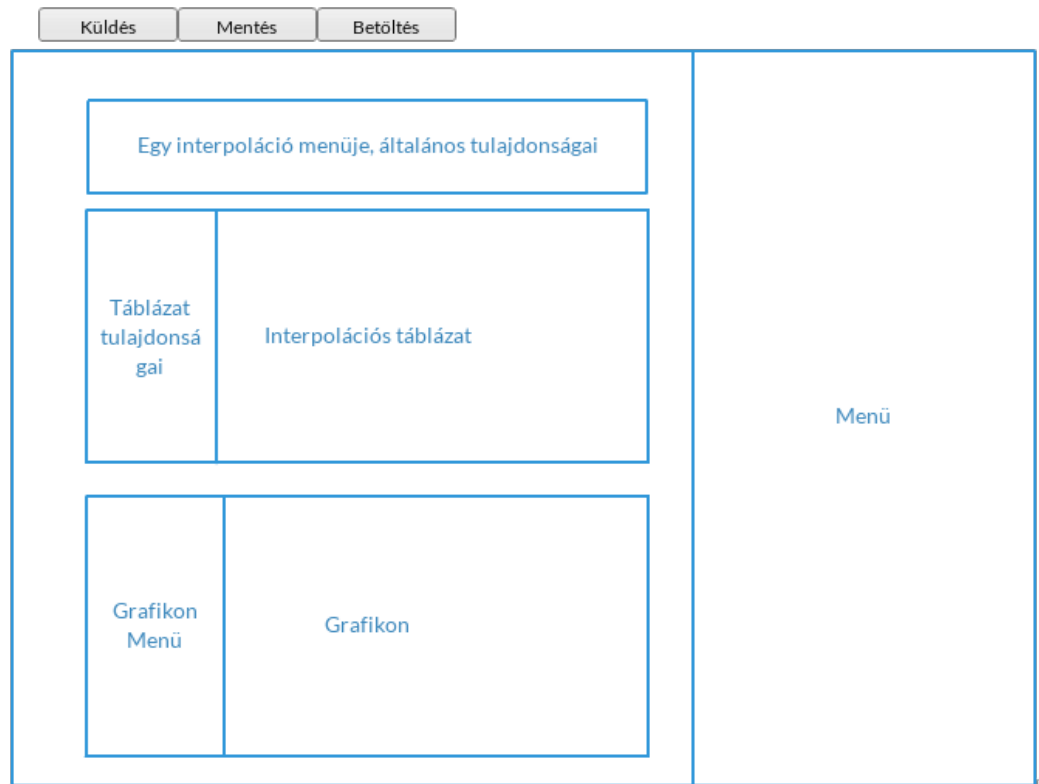 Küldés Mentés Betöltés
Egy interpoláció menüje, általános tulajdonságai
Táblázat
tulajdonsá
gai
Interpolációs táblázat
Menü
Grafikon
Menü
Grafikon